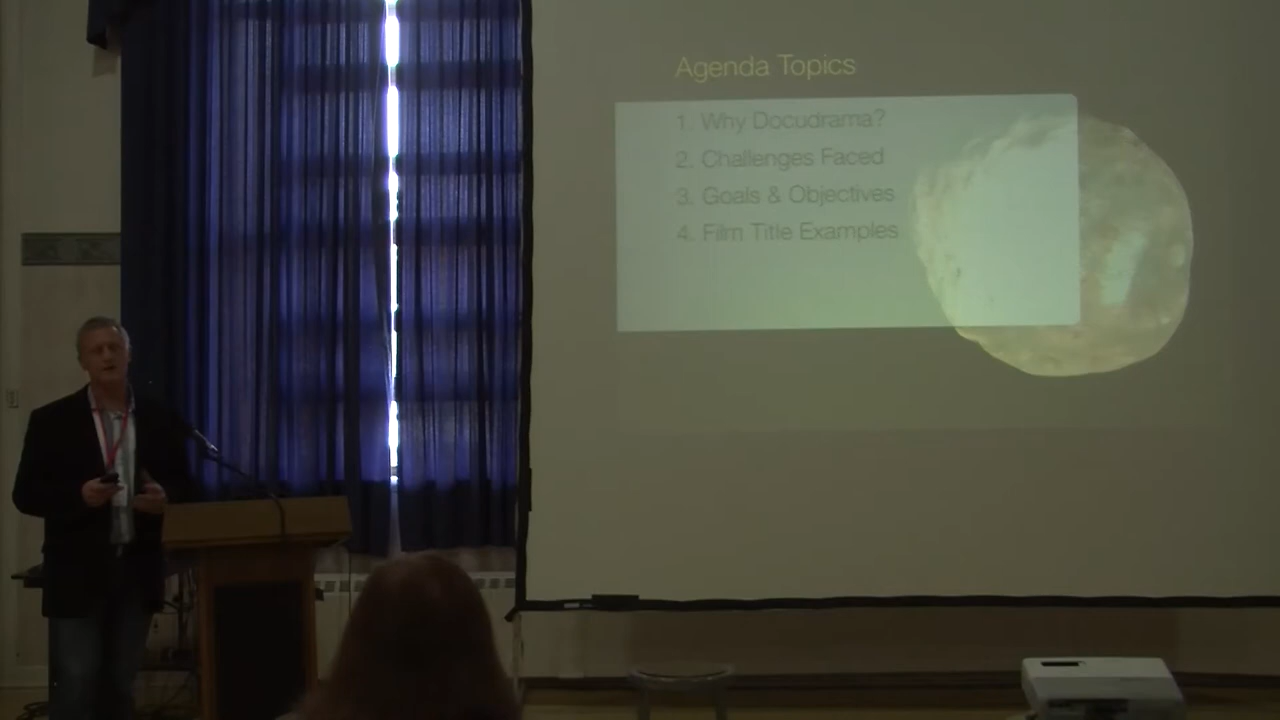 Agenda Topics
1. Why Docudrama?
2. Challenges Faced
3. Goals & Objectives
4. Film Title Examples